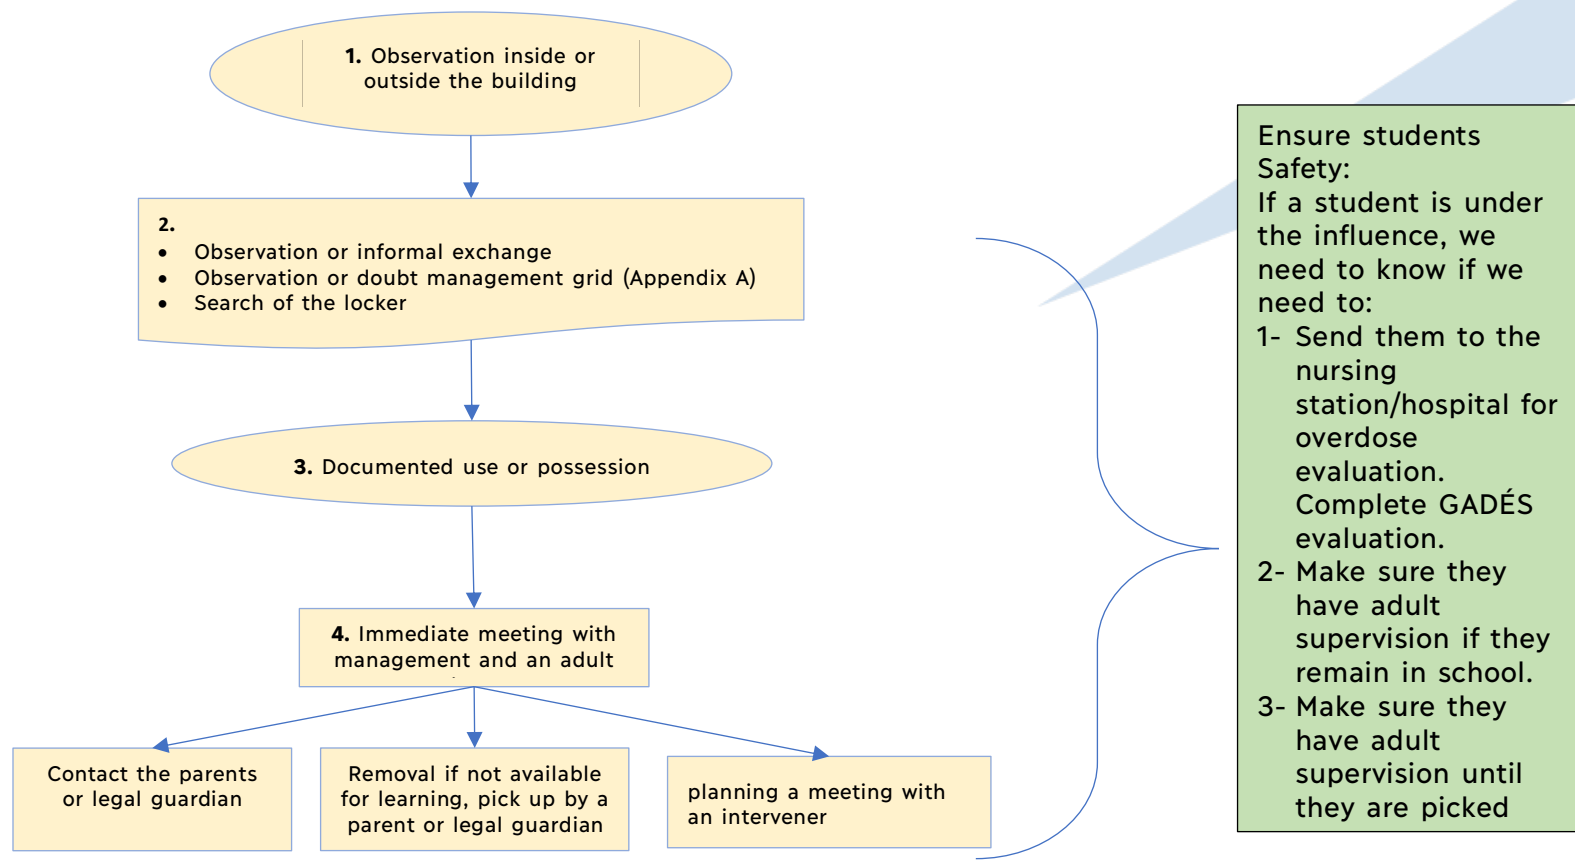 1. Observation inside or
outside the building
2.
• Observation or informal exchange
• Observation or doubt management grid (Appendix A)
• Search of the locker
3. Documented use or possession
4. Immediate meeting with
management and an adult
Contact the parents
or legal guardian
Removal if not available
for learning, pick up by a
parent or legal guardian
planning a meeting with
an intervener
Ensure students
Safety:
If a student is under
the influence, we
need to know if we
need to:
1- Send them to the
nursing
station/hospital for
overdose
evaluation.
Complete GADÉS
evaluation.
2- Make sure they
have adult
supervision if they
remain in school.
3- Make sure they
have adult
supervision until
they are picked